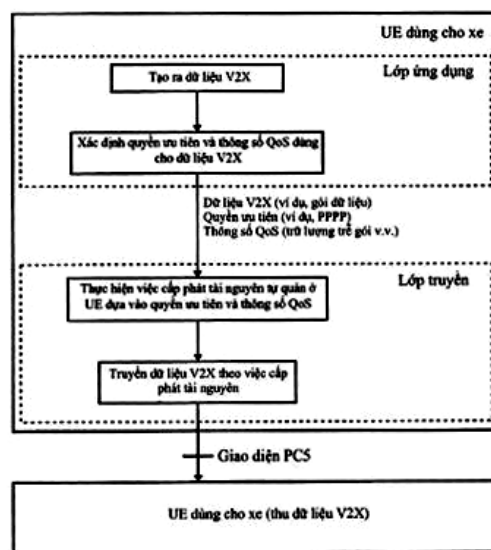 UE dùng cho xe
Lớp ứng dụng
Tạo ra dữ liệu V2X
Xác định quyền ưu tiên và thông số QoS dùng
cho dữ liệu V2X
Dữ liệu V2X (ví dụ, gói dữ liệu)
Quyền ưu tiên (ví dụ, PPPP)
Thông số QoS (trữ lượng trễ gói v.v.)
Lớp truyền
Thực hiện việc cấp phát tài nguyên tự quản ở
UE dựa vào quyền ưu tiên và thông số QoS
Truyền dữ liệu V2X theo việc cấp
phát tài nguyên
Giao diện PC5
UE dùng cho xe (thu dữ liệu V2X)